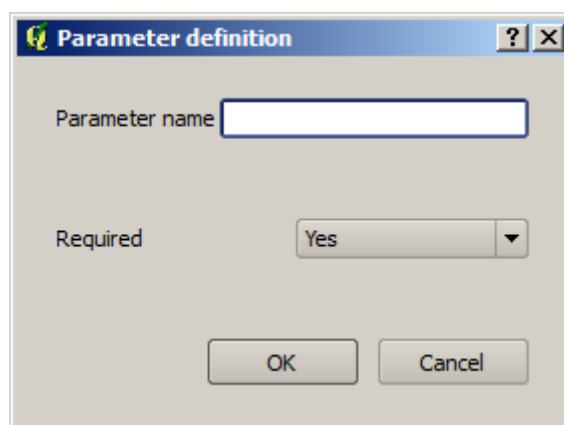 Parameter definition ?
Parameter name
Required Yes
OK Cancel